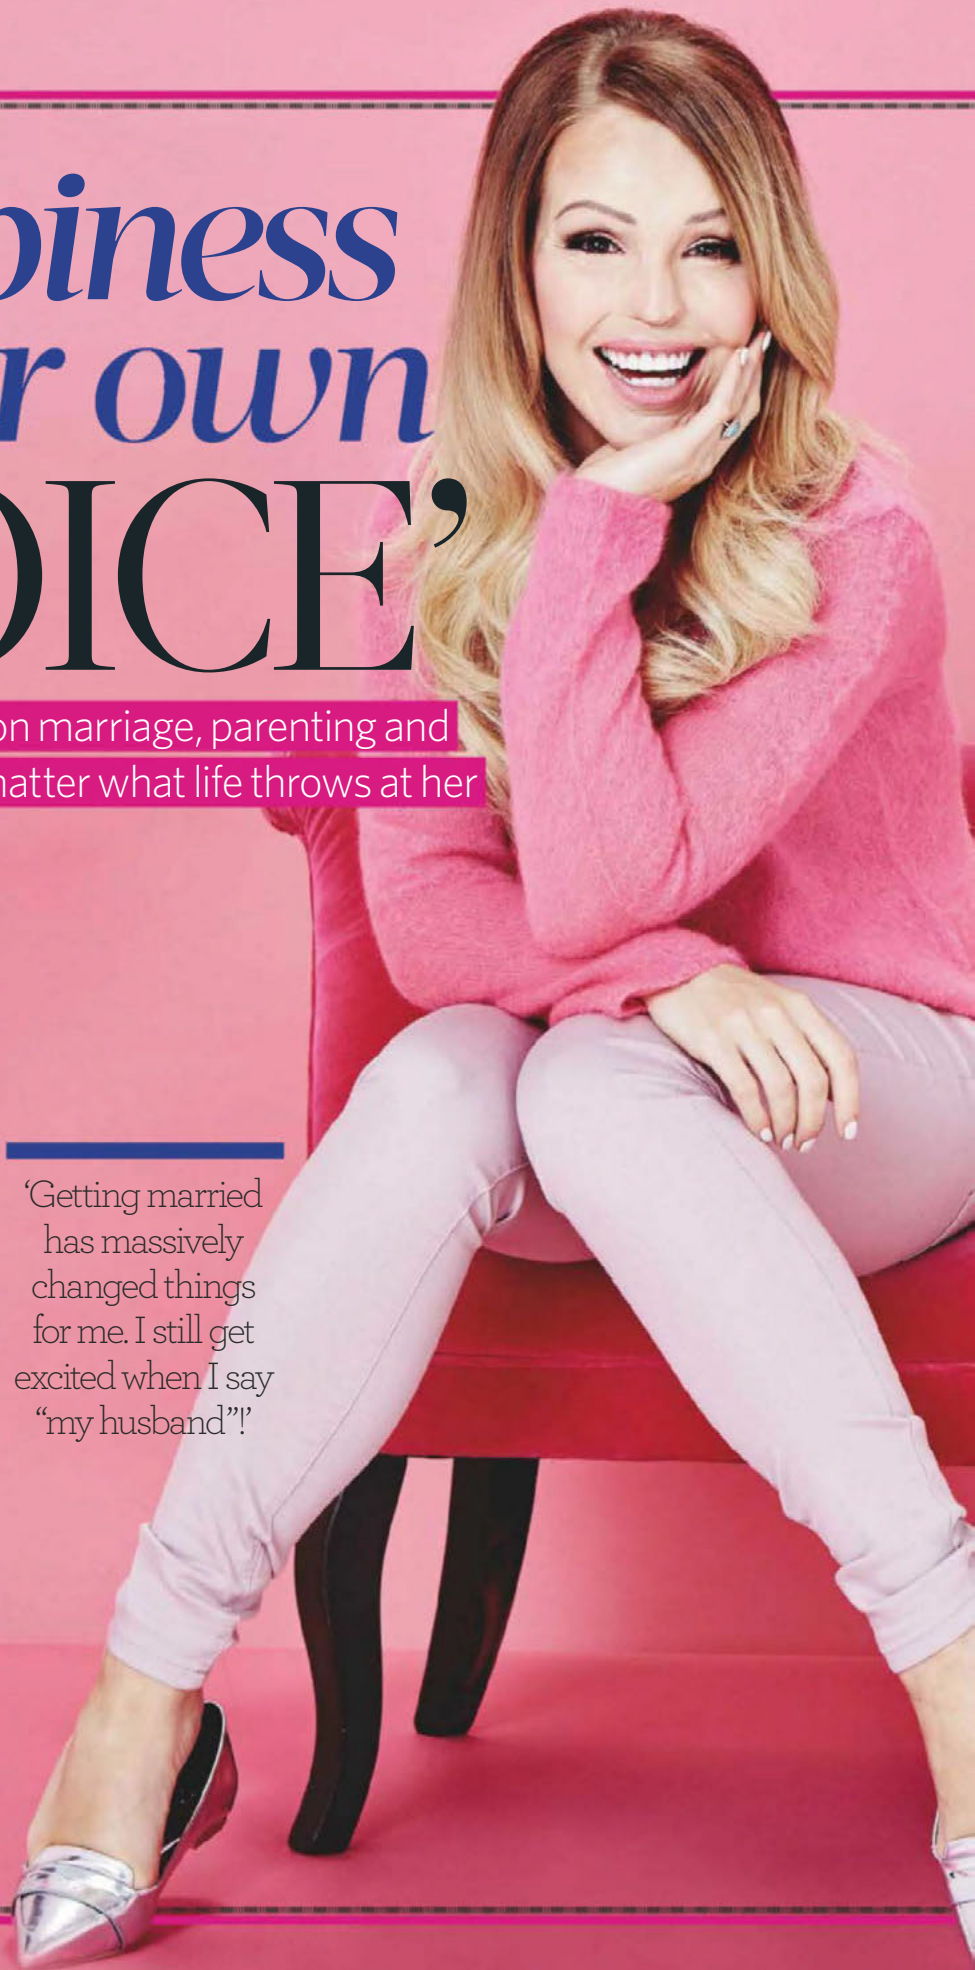 piness
r own
OICE’
on marriage, parenting and
matter what life throws at her
‘Getting married
has massively
changed things
for me. I still get
excited when I say
“my husband”!’